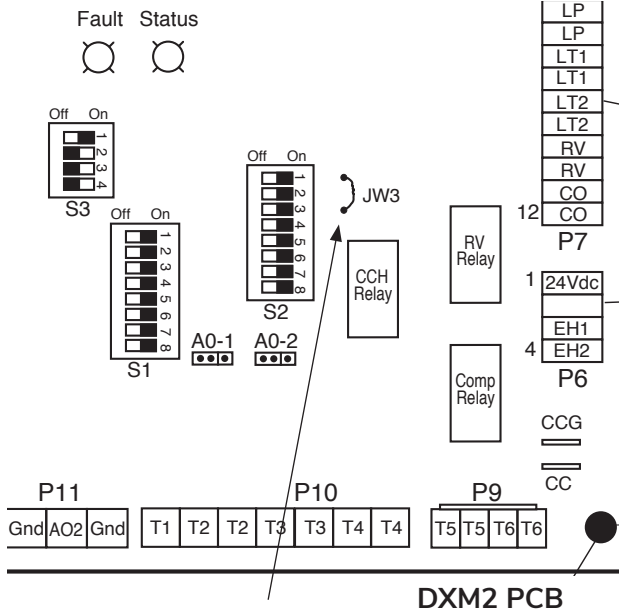 Fault Status
LP
LP
LT1
LT1
LT2
LT2
RV
RV
CO
12 CO
P7
Off On
1
2
3
4
S3
Off On
1
2
3
4
5
6
7
8
S2
JW3
Off On
1
2
3
4
5
6
7
8
S1
RV
Relay
CCH
Relay
1 24Vdc
EH1
4 EH2
P6
A0-1 A0-2
Comp
Relay
CCG
CC
P11 P10 P9
Gnd AO2 Gnd T1 T2 T2 T3 T3 T4 T4 T5 T5 T6 T6
DXM2 PCB